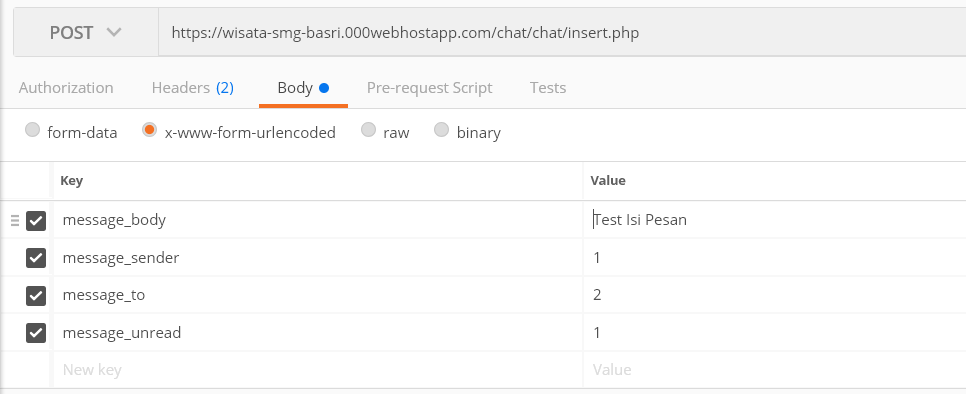 POST https://wisata-smg-basri.000webhostapp.com/chat/chat/insert.php
Authorization Headers (2) Body Pre-request Script Tests
form-data x-www-form-urlencoded raw binary
Key Value
message_body Test Isi Pesan
message_sender 1
message_to 2
message_unread 1
New key Value